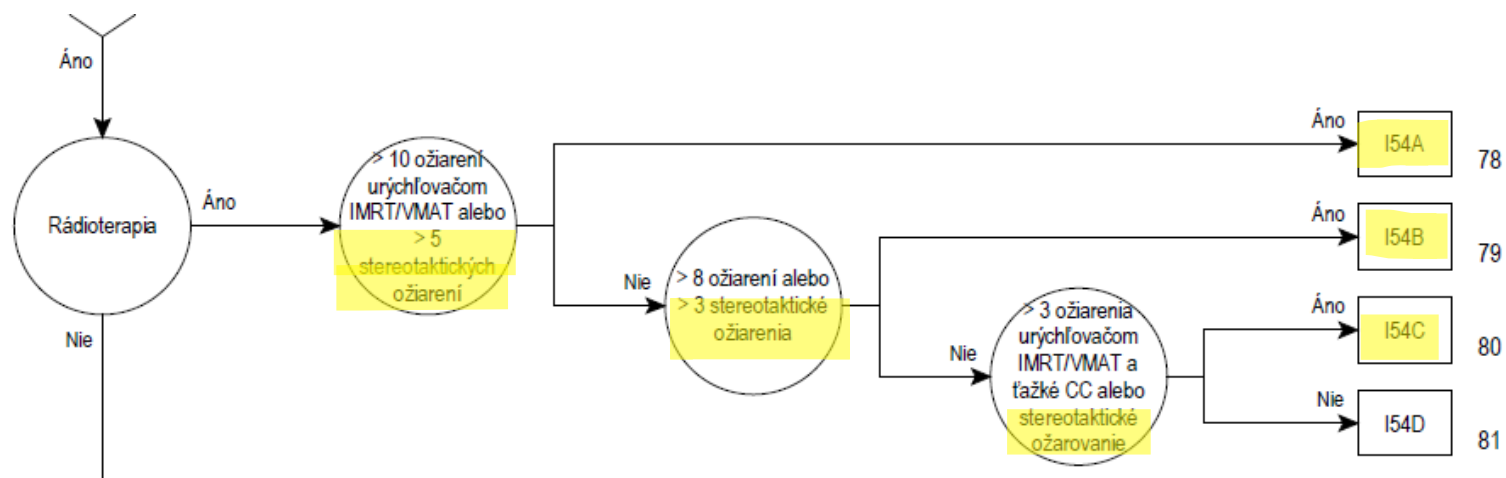 Áno
Rádioterapia
Áno
Nie
> 10 ožiarení
urýchľovačom
IMRT/VMAT alebo
> 5
stereotaktických
ožiarení
Nie
> 8 ožiarení alebo
> 3 stereotaktické
ožiarenia
Nie
> 3 ožiarenia
urýchľovačom
IMRT/VMAT a
ťažké CC alebo
stereotaktické
ožarovanie
Áno
I54A
78
Áno
I54B
79
Áno
I54C
80
Nie
I54D
81